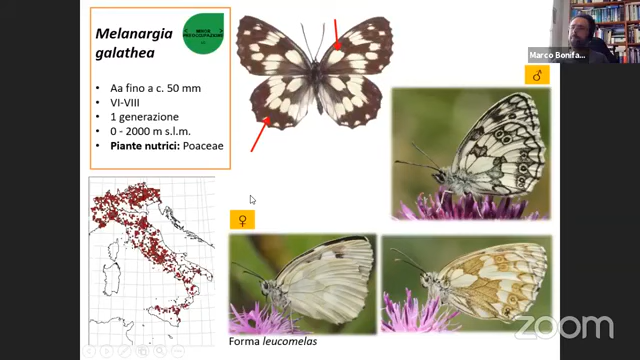 Melanargia
galathea
MINOR
PREOCCUPAZIONE
• Aa fino a c. 50 mm
• VI-VIII
• 1 generazione
• 0 - 2000 m s.l.m.
• Piante nutrici: Poaceae
♂
♀
Forma leucomelas
Marco Bonifa...
zoom